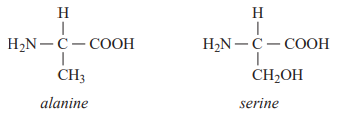 H H
H₂N – C – COOH H₂N – C – COOH
CH₃ CH₂OH
alanine serine